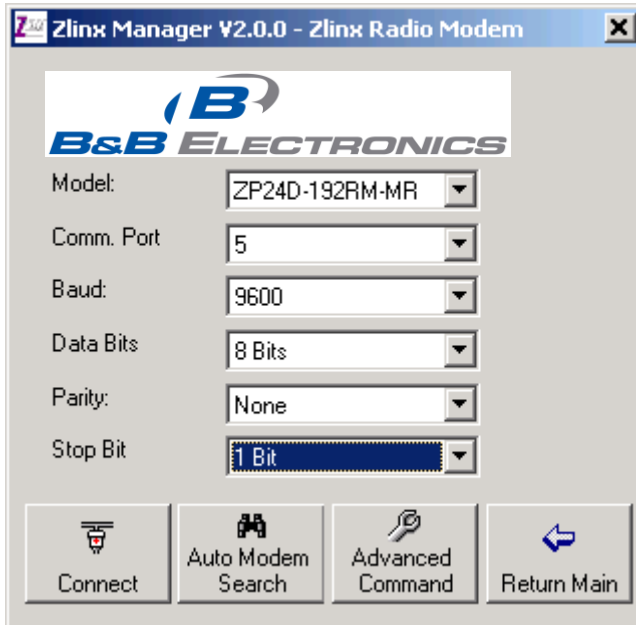 Zlinx Manager V2.0.0 - Zlinx Radio Modem
B
B&B ELECTRONICS
Model: ZP24D-192RM-MR
Comm. Port 5
Baud: 9600
Data Bits 8 Bits
Parity: None
Stop Bit 1 Bit
Connect
Auto Modem
Search
Advanced
Command
Return Main